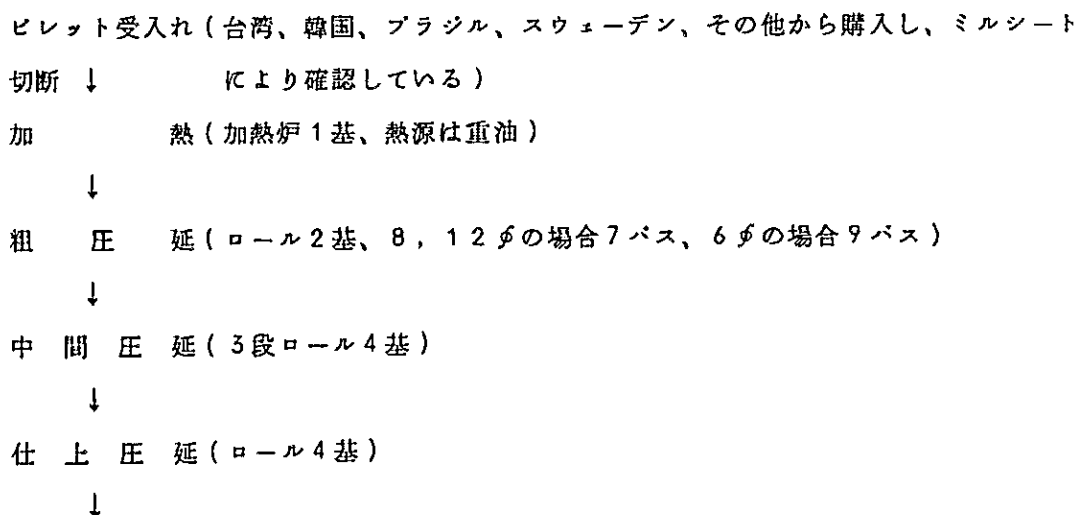 ビレット受入れ(台湾、韓国、ブラジル、スウェーデン、その他から購入し、ミルシート
切断 ↓ により確認している)
加 熱(加熱炉1基、熱源は重油)
↓
粗 圧 延(ロール2基、8,12∮の場合7パス、6∮の場合9パス)
↓
中 間 圧 延(3段ロール4基)
↓
仕 上 圧 延(ロール4基)
↓